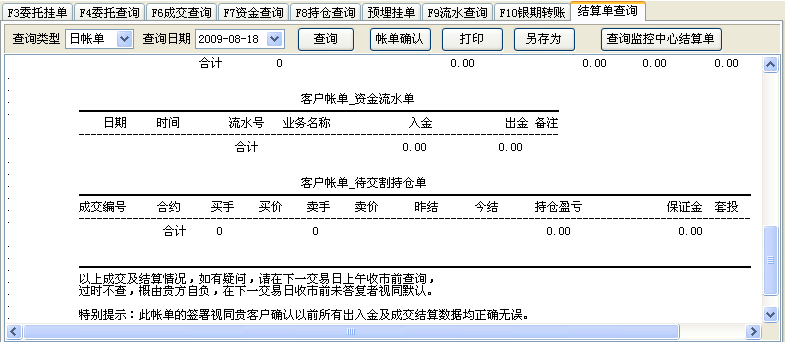 F3委托挂单 F4委托查询 F6成交查询 F7资金查询 F8持仓查询 预埋挂单 F9流水查询 F10银期转账 结算单查询
查询类型 日帐单 查询日期 2009-08-18 查询 帐单确认 打印 另存为 查询监控中心结算单
合计 0 0.00 0.00 0.00 0.00
客户帐单_资金流水单
日期 时间 流水号 业务名称 入金 出金 备注
合计 0.00 0.00
客户帐单_待交割持仓单
成交编号 合约 买手 买价 卖手 卖价 昨结 今结 持仓盈亏 保证金 套投
合计 0 0 0.00 0.00
以上成交及结算情况，如有疑问，请在下一交易日上午收市前查询，
过时不查，概由贵方自负，在下一交易日收市前未答复者视同默认。
特别提示：此帐单的签署视同贵客户确认以前所有出入金及成交结算数据均正确无误。